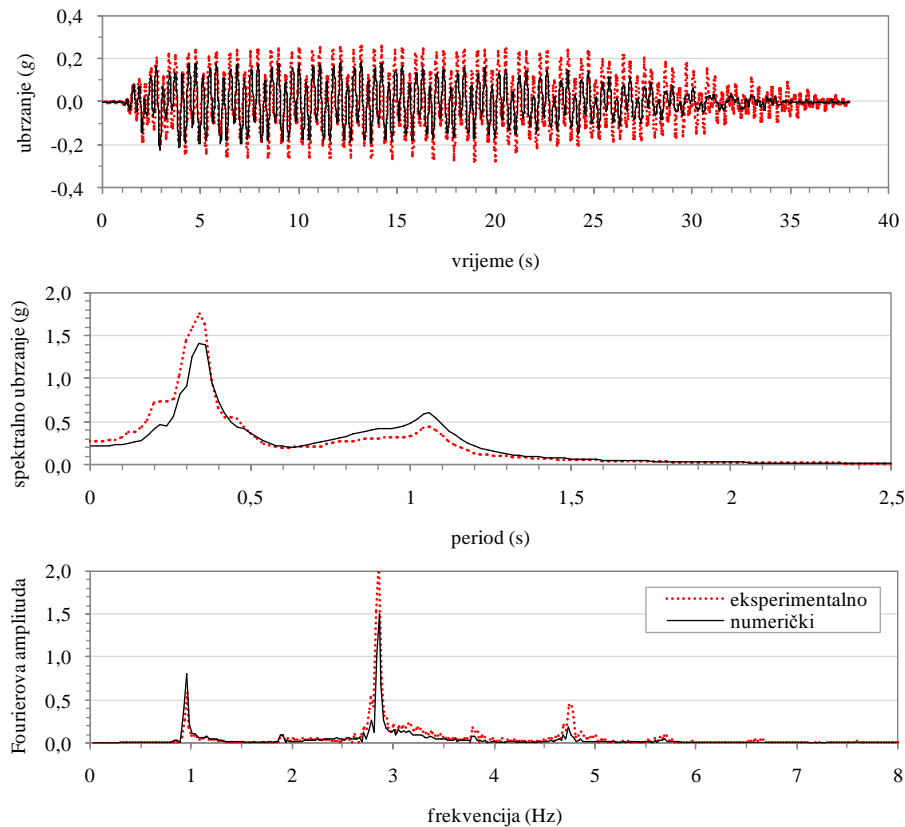 ubrzanje (g)
0,4
0,2
0,0
-0,2
-0,4
0 5 10 15 20 25 30 35 40
vrijeme (s)
spektralno ubrzanje (g)
2,0
1,5
1,0
0,5
0,0
0 0,5 1 1,5 2 2,5
period (s)
Fourierova amplituda
2,0
1,5
1,0
0,5
0,0
eksperimentalno
numerički
0 1 2 3 4 5 6 7 8
frekvencija (Hz)